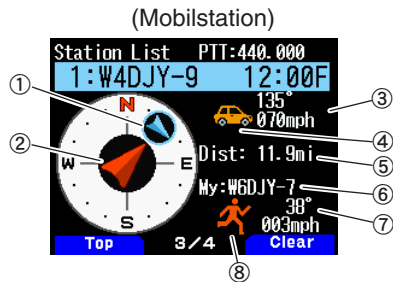 (Mobilstation)
Station List PTT:440.000
1:W4DJY-9 12:00F
① N 135° ③
070mph
② W E ④
Dist: 11.9mi ⑤
My:W6DJY-7 ⑥
S 38° ⑦
003mph
Top 3/4 Clear
⑧